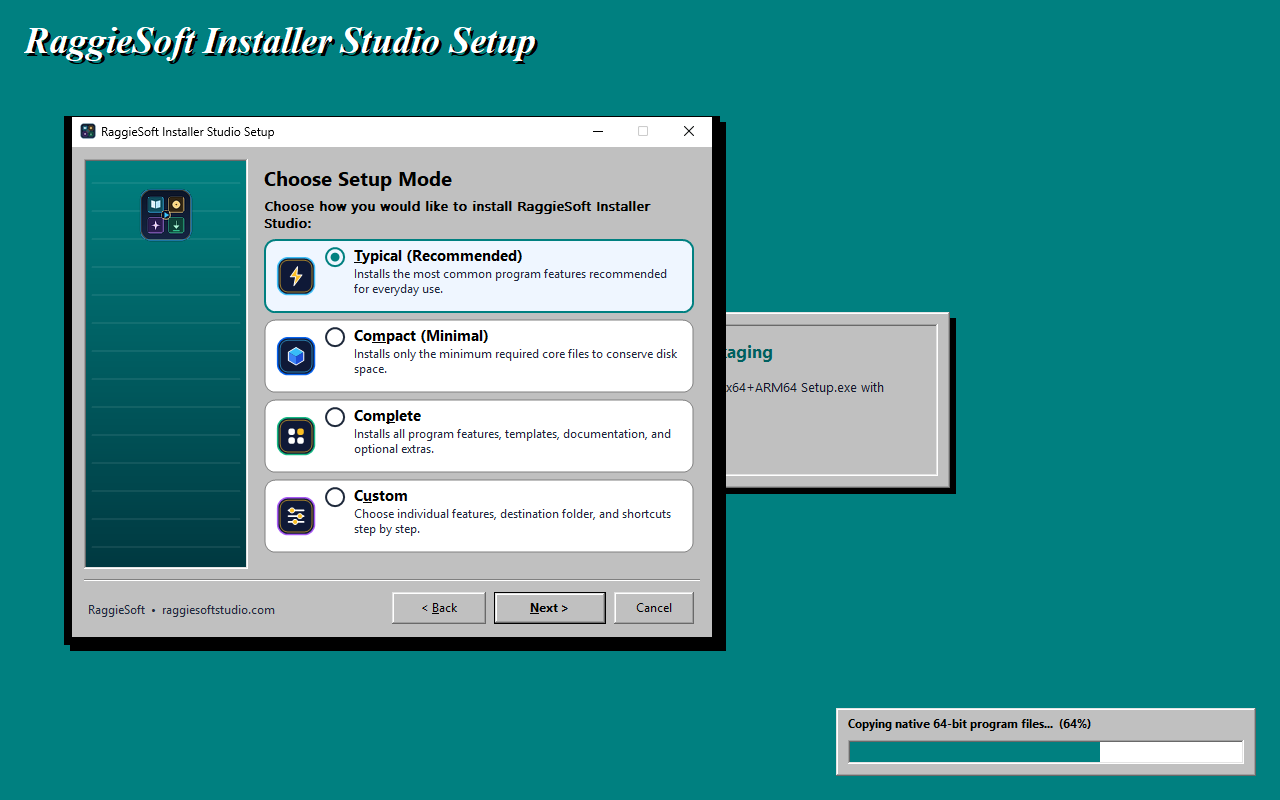 RaggieSoft Installer Studio Setup
RaggieSoft Installer Studio Setup
Choose Setup Mode
Choose how you would like to install RaggieSoft Installer
Studio:
Typical (Recommended)
Installs the most common program features recommended
for everyday use.
Compact (Minimal)
Installs only the minimum required core files to conserve disk
space.
Complete
Installs all program features, templates, documentation, and
optional extras.
Custom
Choose individual features, destination folder, and shortcuts
step by step.
RaggieSoft • raggiesoftstudio.com
< Back
Next >
Cancel
aging
x64+ARM64 Setup.exe with
Copying native 64-bit program files... (64%)